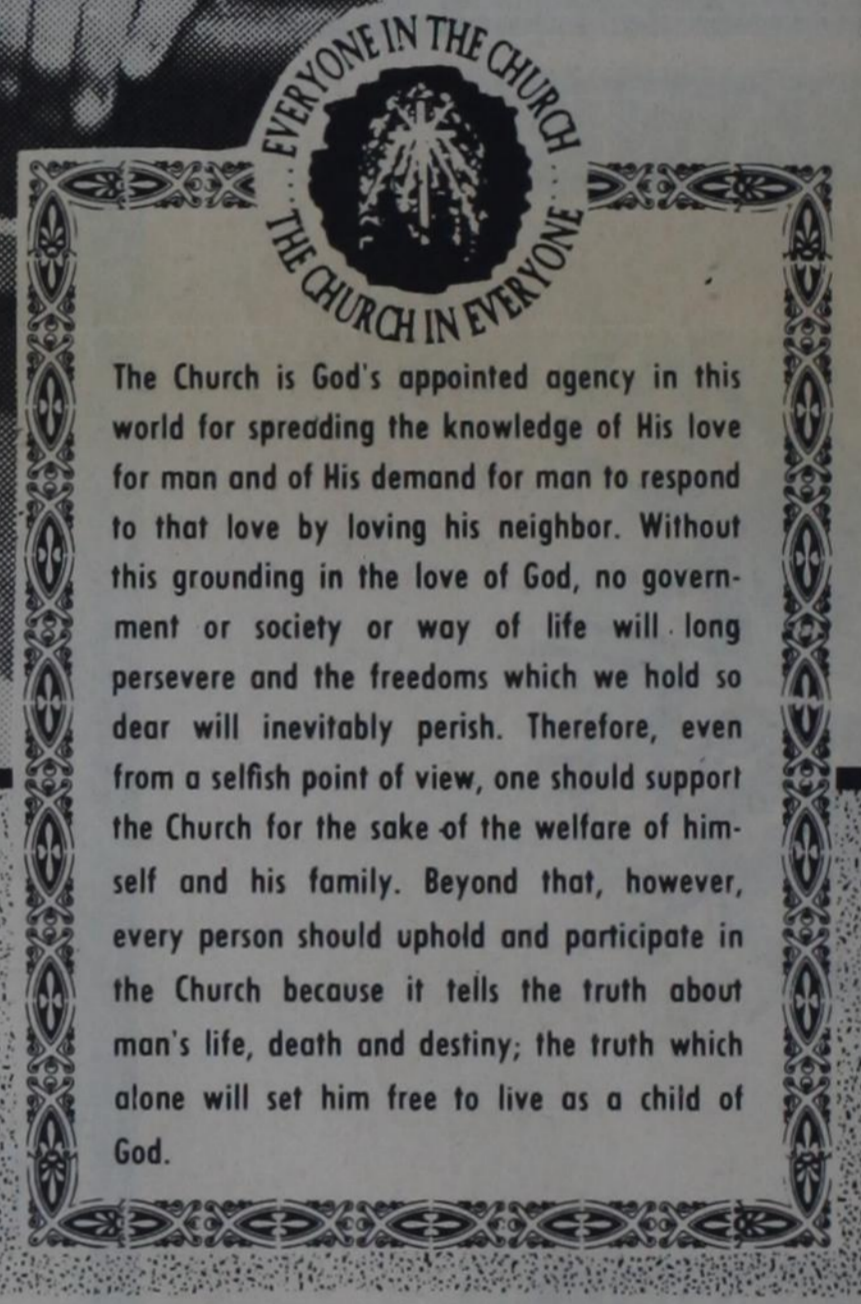 EVERYONE IN THE CHURCH ...
THE CHURCH IN EVERYONE ...
The Church is God's appointed agency in this
world for spreading the knowledge of His love
for man and of His demand for man to respond
to that love by loving his neighbor. Without
this grounding in the love of God, no govern-
ment or society or way of life will long
persevere and the freedoms which we hold so
dear will inevitably perish. Therefore, even
from a selfish point of view, one should support
the Church for the sake of the welfare of him-
self and his family. Beyond that, however,
every person should uphold and participate in
the Church because it tells the truth about
man's life, death and destiny; the truth which
alone will set him free to live as a child of
God.